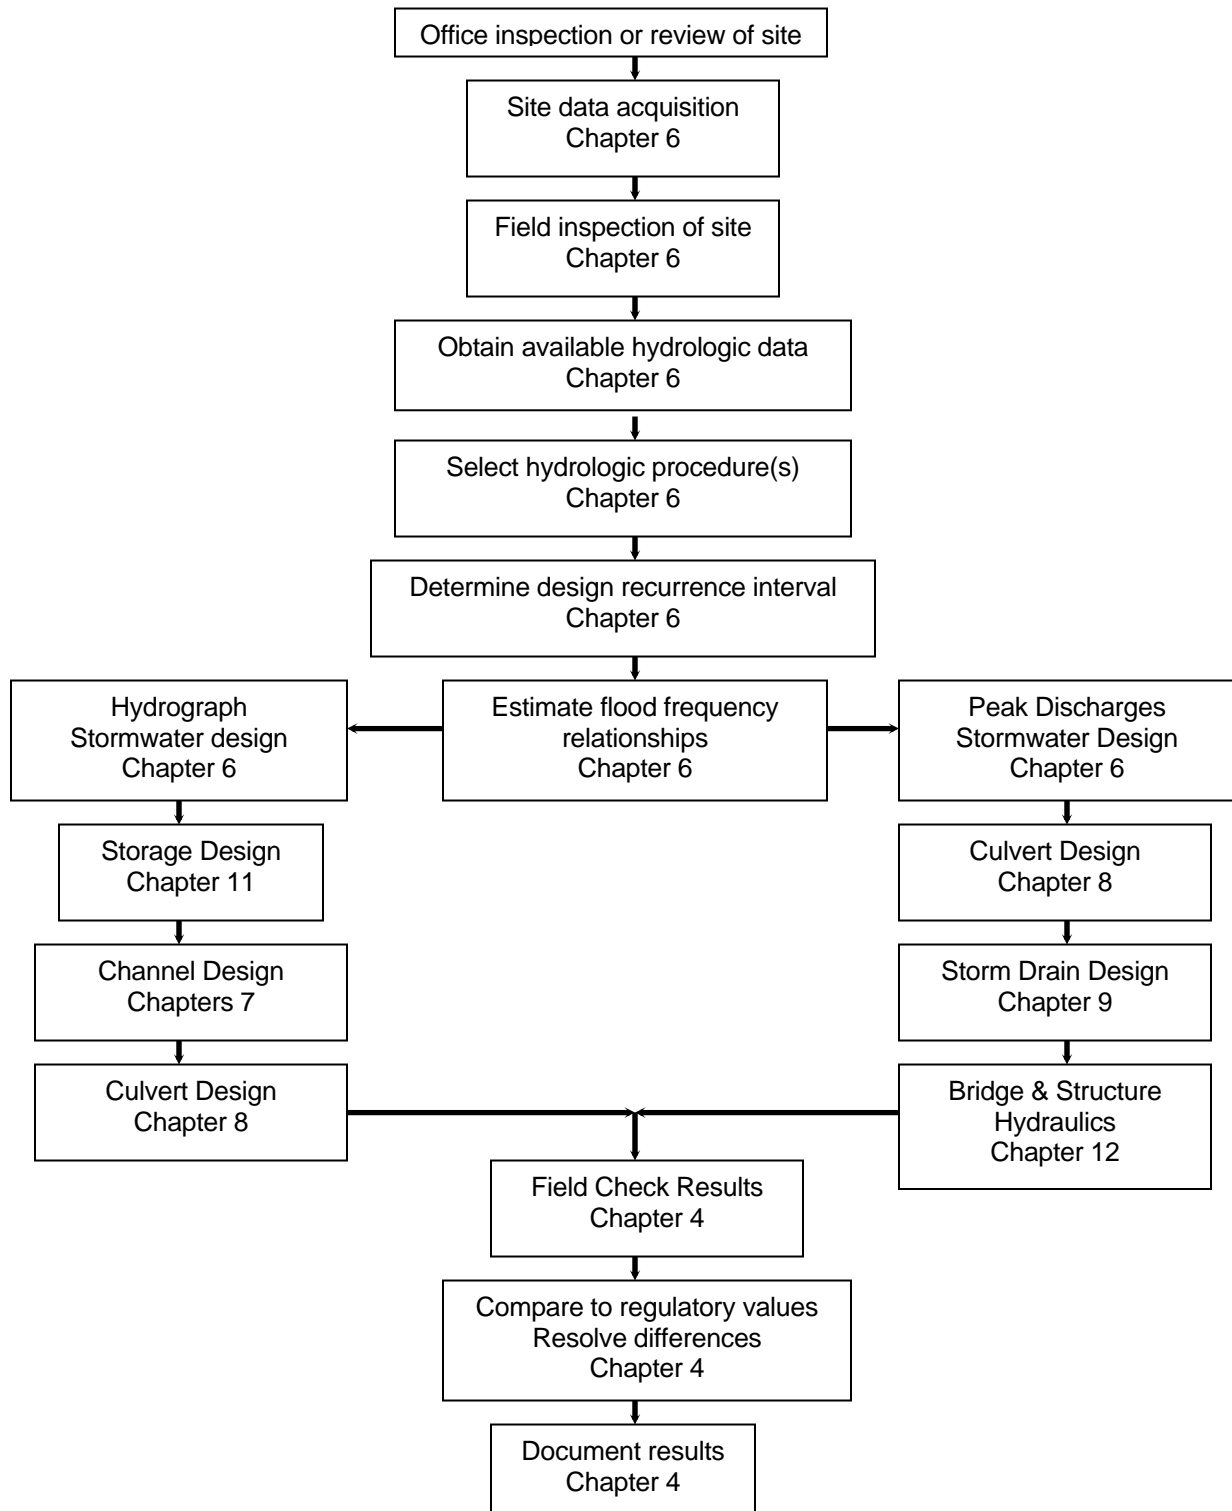 Office inspection or review of site
Site data acquisition
Chapter 6
Field inspection of site
Chapter 6
Obtain available hydrologic data
Chapter 6
Select hydrologic procedure(s)
Chapter 6
Determine design recurrence interval
Chapter 6
Hydrograph
Stormwater design
Chapter 6
Estimate flood frequency
relationships
Chapter 6
Peak Discharges
Stormwater Design
Chapter 6
Storage Design
Chapter 11
Culvert Design
Chapter 8
Channel Design
Chapters 7
Storm Drain Design
Chapter 9
Culvert Design
Chapter 8
Bridge & Structure
Hydraulics
Chapter 12
Field Check Results
Chapter 4
Compare to regulatory values
Resolve differences
Chapter 4
Document results
Chapter 4